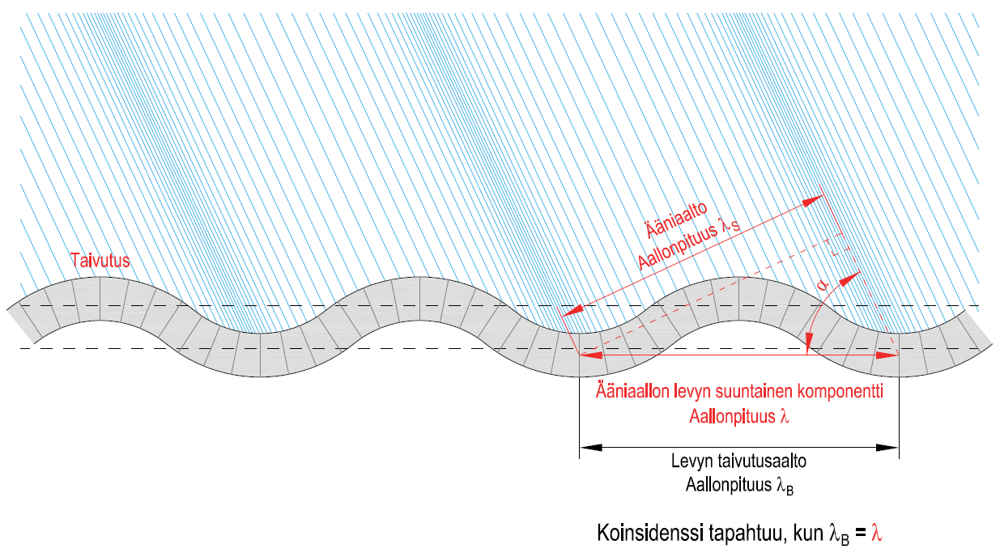 Ääniaalto
Aallonpituus λS
Taivutus
α
Ääniaallon levyn suuntainen komponentti
Aallonpituus λ
Levyn taivutusaalto
Aallonpituus λB
Koinsidenssi tapahtuu, kun λB = λ